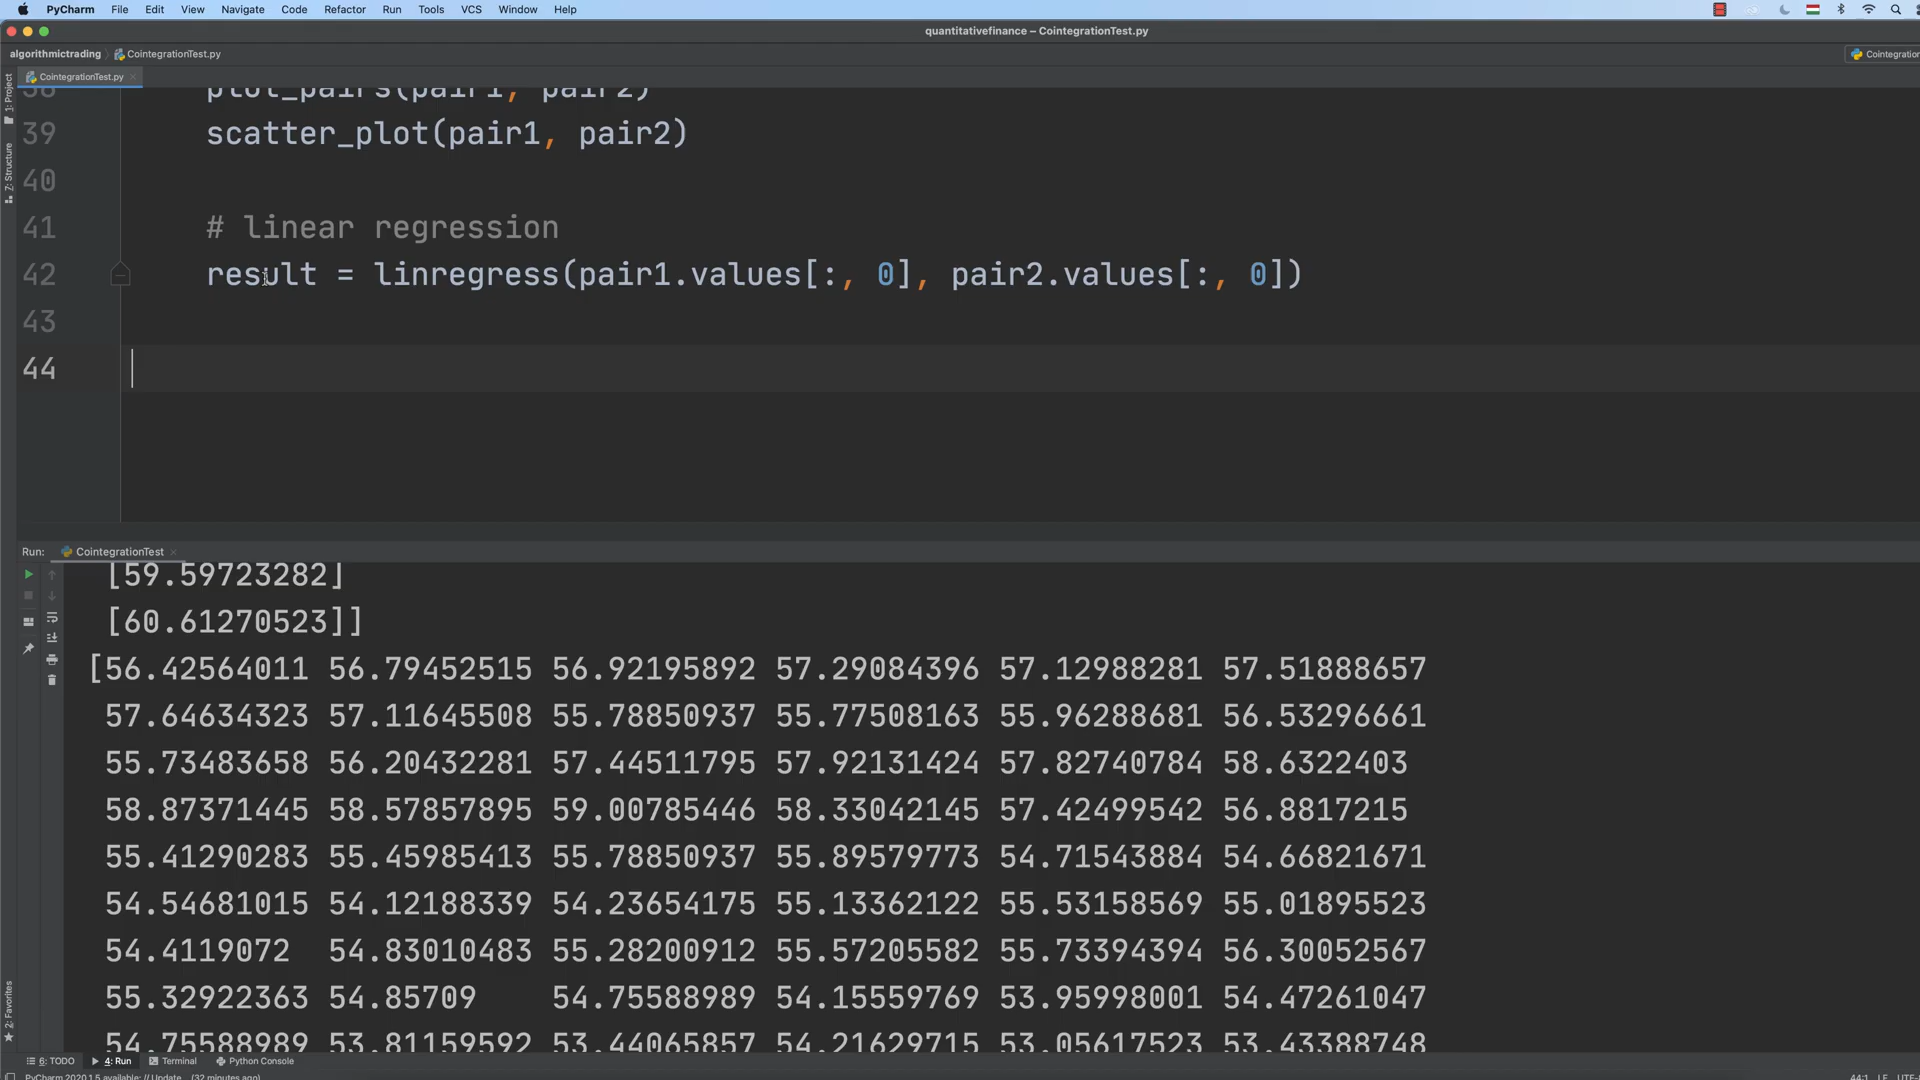 PyCharm File Edit View Navigate Code Refactor Run Tools VCS Window Help
quantitativefinance – CointegrationTest.py
algorithmictrading CointegrationTest.py
Cointegration
CointegrationTest.py
1: Project
Z: Structure
2: Favorites
38 plot_pairs(pair1, pair2)
39 scatter_plot(pair1, pair2)
40
41 # linear regression
42 result = linregress(pair1.values[:, 0], pair2.values[:, 0])
43
44
Run: CointegrationTest
[59.59723282]
[60.61270523]]
[56.42564011 56.79452515 56.92195892 57.29084396 57.12988281 57.51888657
57.64634323 57.11645508 55.78850937 55.77508163 55.96288681 56.53296661
55.73483658 56.20432281 57.44511795 57.92131424 57.82740784 58.6322403
58.87371445 58.57857895 59.00785446 58.33042145 57.42499542 56.8817215
55.41290283 55.45985413 55.78850937 55.89579773 54.71543884 54.66821671
54.54681015 54.12188339 54.23654175 55.13362122 55.53158569 55.01895523
54.4119072 54.83010483 55.28200912 55.57205582 55.73394394 56.30052567
55.32922363 54.85709 54.75588989 54.15559769 53.95998001 54.47261047
54.75588989 53.81159592 53.44065857 54.21629715 53.05617523 53.43388748
6: TODO 4: Run Terminal Python Console
PyCharm 2020.1.5 available: // Update... (32 minutes ago)
44:1 LF UTF-